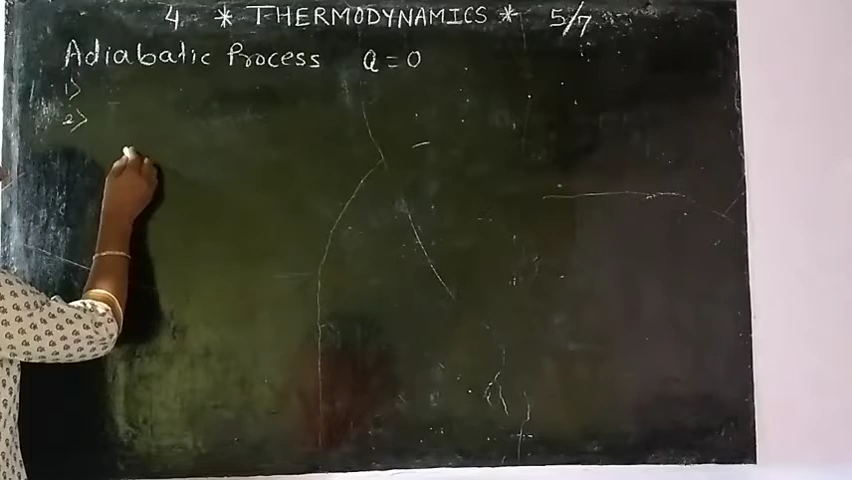 4 * THERMODYNAMICS * 5/7
Adiabatic Process Q = 0
1>
2>